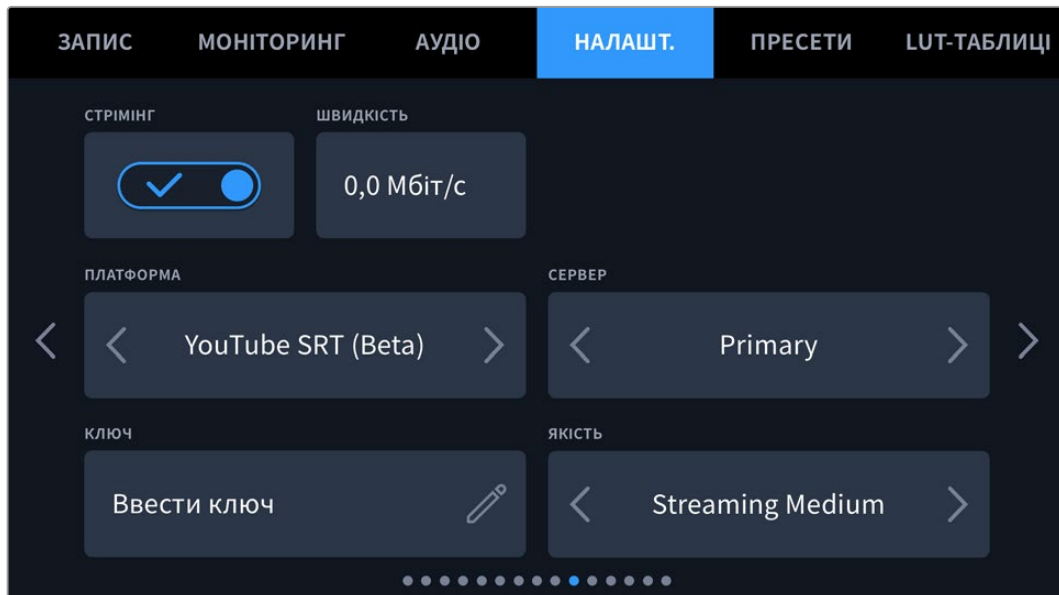 ЗАПИС МОНІТОРИНГ АУДІО НАЛАШТ. ПРЕСЕТИ LUT-ТАБЛИЦІ
СТРІМІНГ ШВИДКІСТЬ
0,0 Мбіт/с
ПЛАТФОРМА СЕРВЕР
YouTube SRT (Beta) Primary
КЛЮЧ ЯКІСТЬ
Ввести ключ Streaming Medium